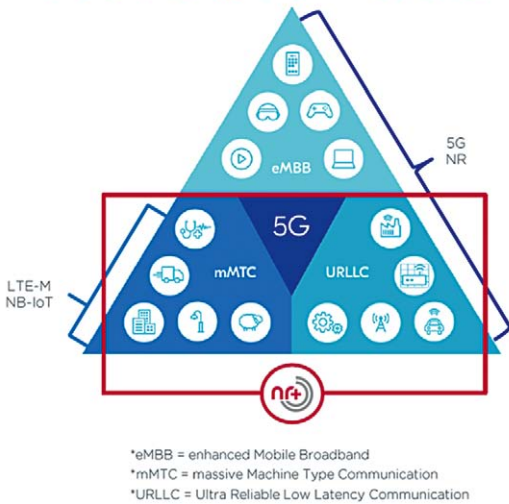 eMBB
5G
NR
5G
mMTC
URLLC
LTE-M
NB-IoT
nr+
*eMBB = enhanced Mobile Broadband
*mMTC = massive Machine Type Communication
*URLLC = Ultra Reliable Low Latency Communication